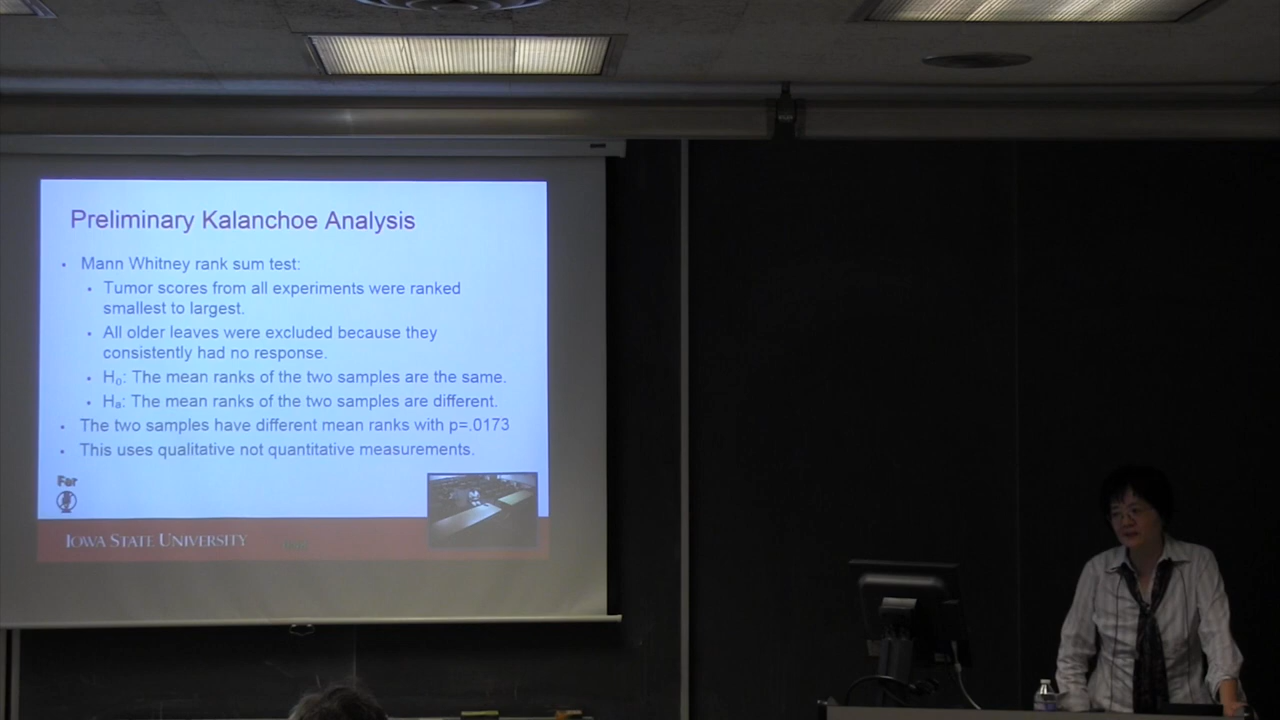 Preliminary Kalanchoe Analysis
• Mann Whitney rank sum test:
• Tumor scores from all experiments were ranked
smallest to largest.
• All older leaves were excluded because they
consistently had no response.
• H₀: The mean ranks of the two samples are the same.
• Hₐ: The mean ranks of the two samples are different.
• The two samples have different mean ranks with p=.0173
• This uses qualitative not quantitative measurements.
Far
IOWA STATE UNIVERSITY